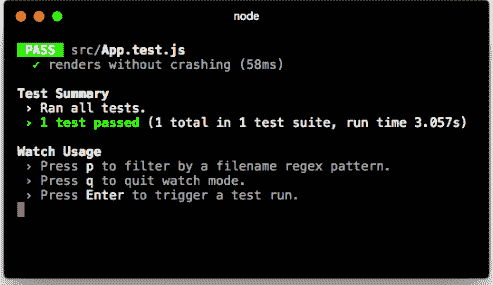 node
PASS src/App.test.js
✓ renders without crashing (58ms)
Test Summary
› Ran all tests.
› 1 test passed (1 total in 1 test suite, run time 3.057s)
Watch Usage
› Press p to filter by a filename regex pattern.
› Press q to quit watch mode.
› Press Enter to trigger a test run.